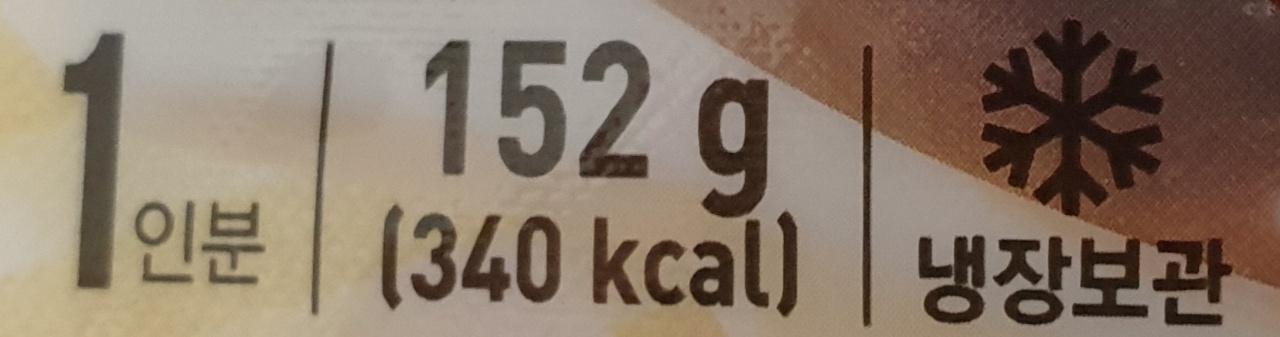 1인분
152 g
(340 kcal)
냉장보관